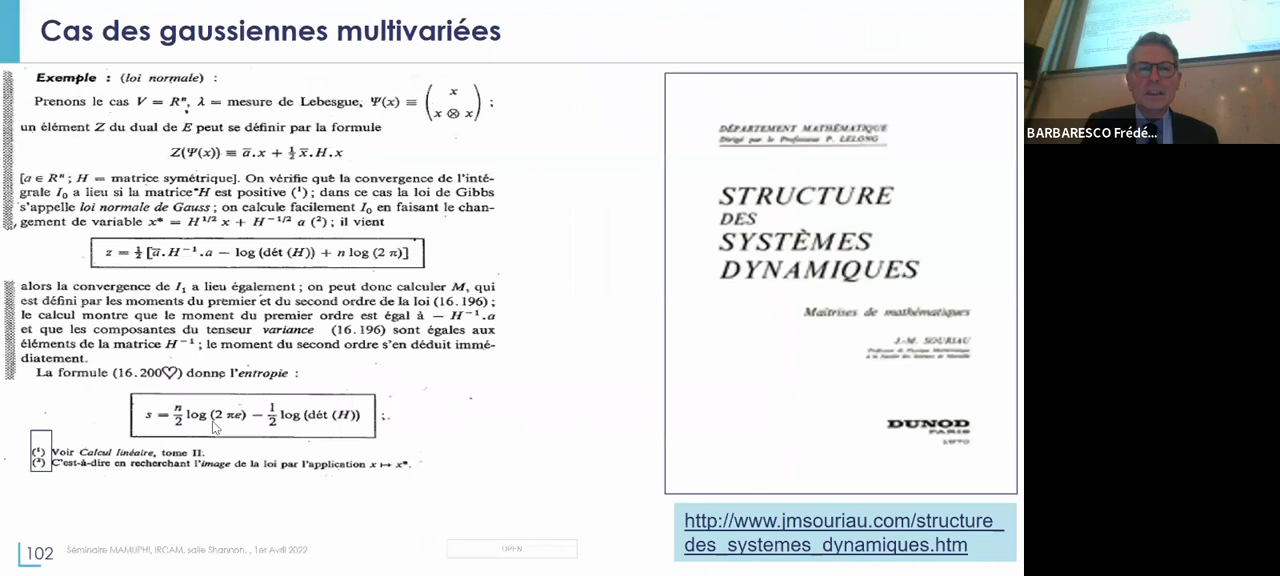 Cas des gaussiennes multivariées
Exemple : (loi normale) :
Prenons le cas V = Rⁿ, λ = mesure de Lebesgue, Ψ(x) ≡ ( x
x ⊗ x ) ;
un élément Z du dual de E peut se définir par la formule
Z(Ψ(x)) ≡ a̅.x + ½ x̅.H.x
[a ∈ Rⁿ ; H = matrice symétrique]. On vérifie que la convergence de l'inté-
grale I₀ a lieu si la matrice H est positive (¹) ; dans ce cas la loi de Gibbs
s'appelle loi normale de Gauss ; on calcule facilement I₀ en faisant le chan-
gement de variable x* = H^{1/2} x + H^{-1/2} a (²) ; il vient
z = ½ [a̅.H⁻¹.a − log (dét (H)) + n log (2 π)]
alors la convergence de I₁ a lieu également ; on peut donc calculer M, qui
est défini par les moments du premier et du second ordre de la loi (16.196) ;
le calcul montre que le moment du premier ordre est égal à − H⁻¹.a
et que les composantes du tenseur variance (16.196) sont égales aux
éléments de la matrice H⁻¹ ; le moment du second ordre s'en déduit immé-
diatement.
La formule (16.200♡) donne l'entropie :
s = n/2 log (2 πe) − 1/2 log (dét (H)) ;
(¹) Voir Calcul linéaire, tome II.
(²) C'est-à-dire en recherchant l'image de la loi par l'application x ↦ x*.
DÉPARTEMENT MATHÉMATIQUE
Dirigé par le Professeur P. LELONG
STRUCTURE
DES
SYSTÈMES
DYNAMIQUES
Maîtrises de mathématiques
J.-M. SOURIAU
DUNOD
PARIS
1970
http://www.jmsouriau.com/structure_
des_systemes_dynamiques.htm
102
Séminaire MAMUPHI, IRCAM, salle Shannon, , 1er Avril 2022
OPEN
BARBARESCO Frédé...